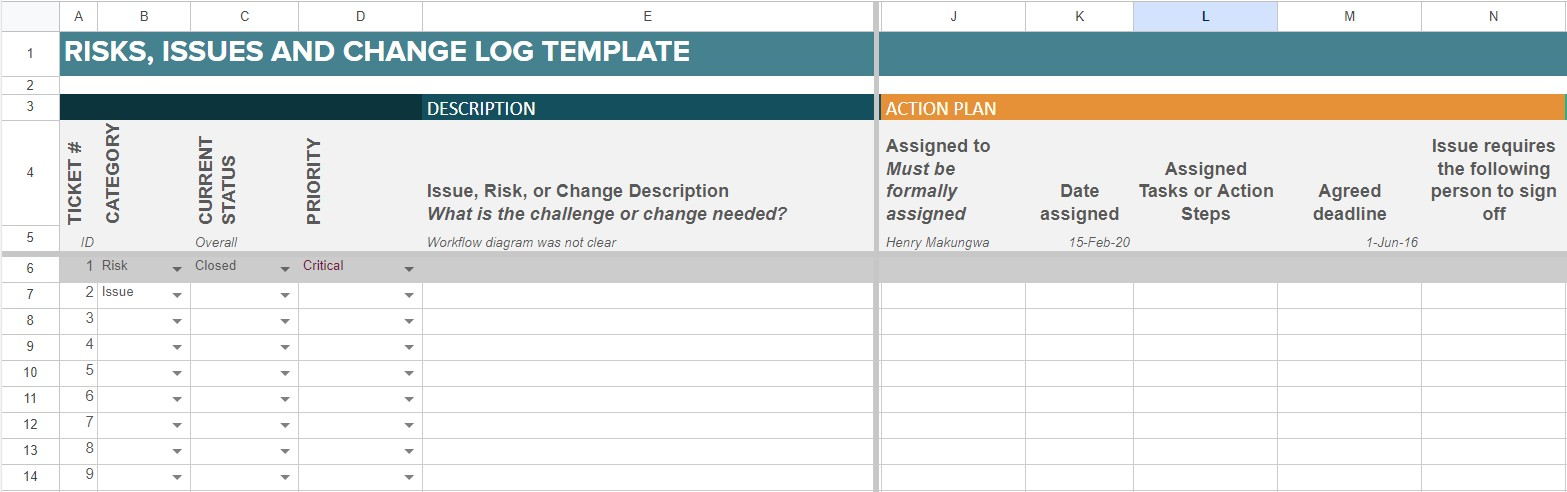 A B C D E J K L M N
1 RISKS, ISSUES AND CHANGE LOG TEMPLATE
2
3 DESCRIPTION ACTION PLAN
4
TICKET #
CATEGORY
CURRENT
STATUS
PRIORITY
Issue, Risk, or Change Description
What is the challenge or change needed?
Assigned to
Must be
formally
assigned
Date
assigned
Assigned
Tasks or Action
Steps
Agreed
deadline
Issue requires
the following
person to sign
off
5 ID Overall Workflow diagram was not clear Henry Makungwa 15-Feb-20 1-Jun-16
6 1 Risk Closed Critical
7 2 Issue
8 3
9 4
10 5
11 6
12 7
13 8
14 9